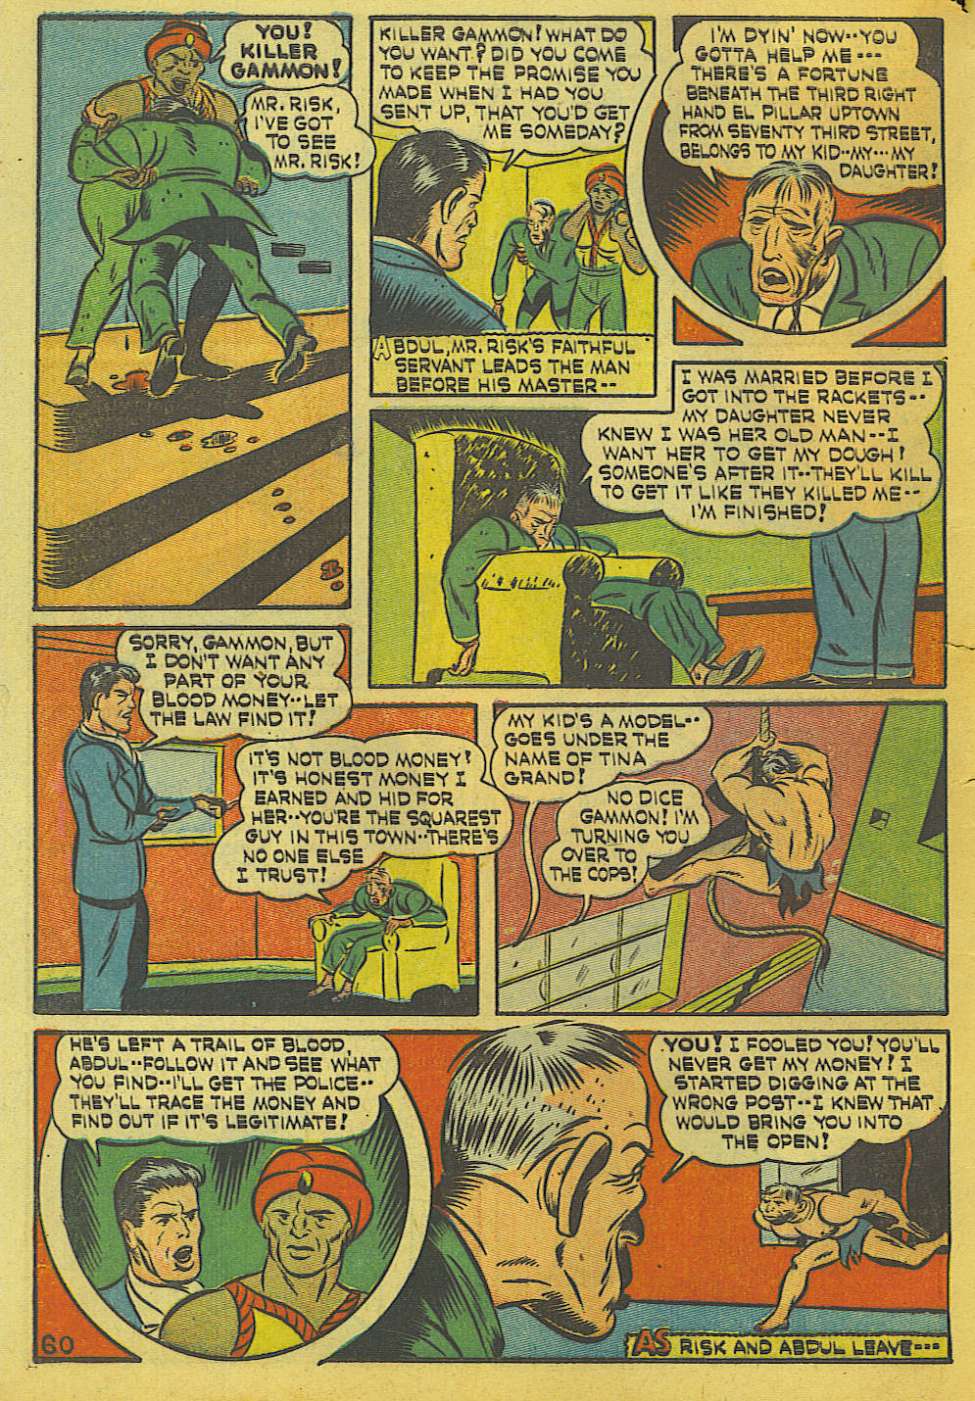 YOU!
KILLER
GAMMON!
MR. RISK,
I'VE GOT
TO SEE
MR. RISK!
KILLER GAMMON! WHAT DO
YOU WANT? DID YOU COME
TO KEEP THE PROMISE YOU
MADE WHEN I HAD YOU
SENT UP, THAT YOU'D GET
ME SOMEDAY?
ABDUL, MR. RISK'S FAITHFUL
SERVANT LEADS THE MAN
BEFORE HIS MASTER--
I'M DYIN' NOW--YOU
GOTTA HELP ME---
THERE'S A FORTUNE
BENEATH THE THIRD RIGHT
HAND EL PILLAR UPTOWN
FROM SEVENTY THIRD STREET,
BELONGS TO MY KID--MY---MY
DAUGHTER!
I WAS MARRIED BEFORE I
GOT INTO THE RACKETS--
MY DAUGHTER NEVER
KNEW I WAS HER OLD MAN--I
WANT HER TO GET MY DOUGH!
SOMEONE'S AFTER IT--THEY'LL KILL
TO GET IT LIKE THEY KILLED ME--
I'M FINISHED!
SORRY, GAMMON, BUT
I DON'T WANT ANY
PART OF YOUR
BLOOD MONEY--LET
THE LAW FIND IT!
IT'S NOT BLOOD MONEY!
IT'S HONEST MONEY I
EARNED AND HID FOR
HER--YOU'RE THE SQUAREST
GUY IN THIS TOWN--THERE'S
NO ONE ELSE
I TRUST!
MY KID'S A MODEL--
GOES UNDER THE
NAME OF TINA
GRAND!
NO DICE
GAMMON! I'M
TURNING YOU
OVER TO
THE COPS!
HE'S LEFT A TRAIL OF BLOOD,
ABDUL--FOLLOW IT AND SEE WHAT
YOU FIND--I'LL GET THE POLICE--
THEY'LL TRACE THE MONEY AND
FIND OUT IF IT'S LEGITIMATE!
YOU! I FOOLED YOU! YOU'LL
NEVER GET MY MONEY! I
STARTED DIGGING AT THE
WRONG POST--I KNEW THAT
WOULD BRING YOU INTO
THE OPEN!
60
AS RISK AND ABDUL LEAVE---